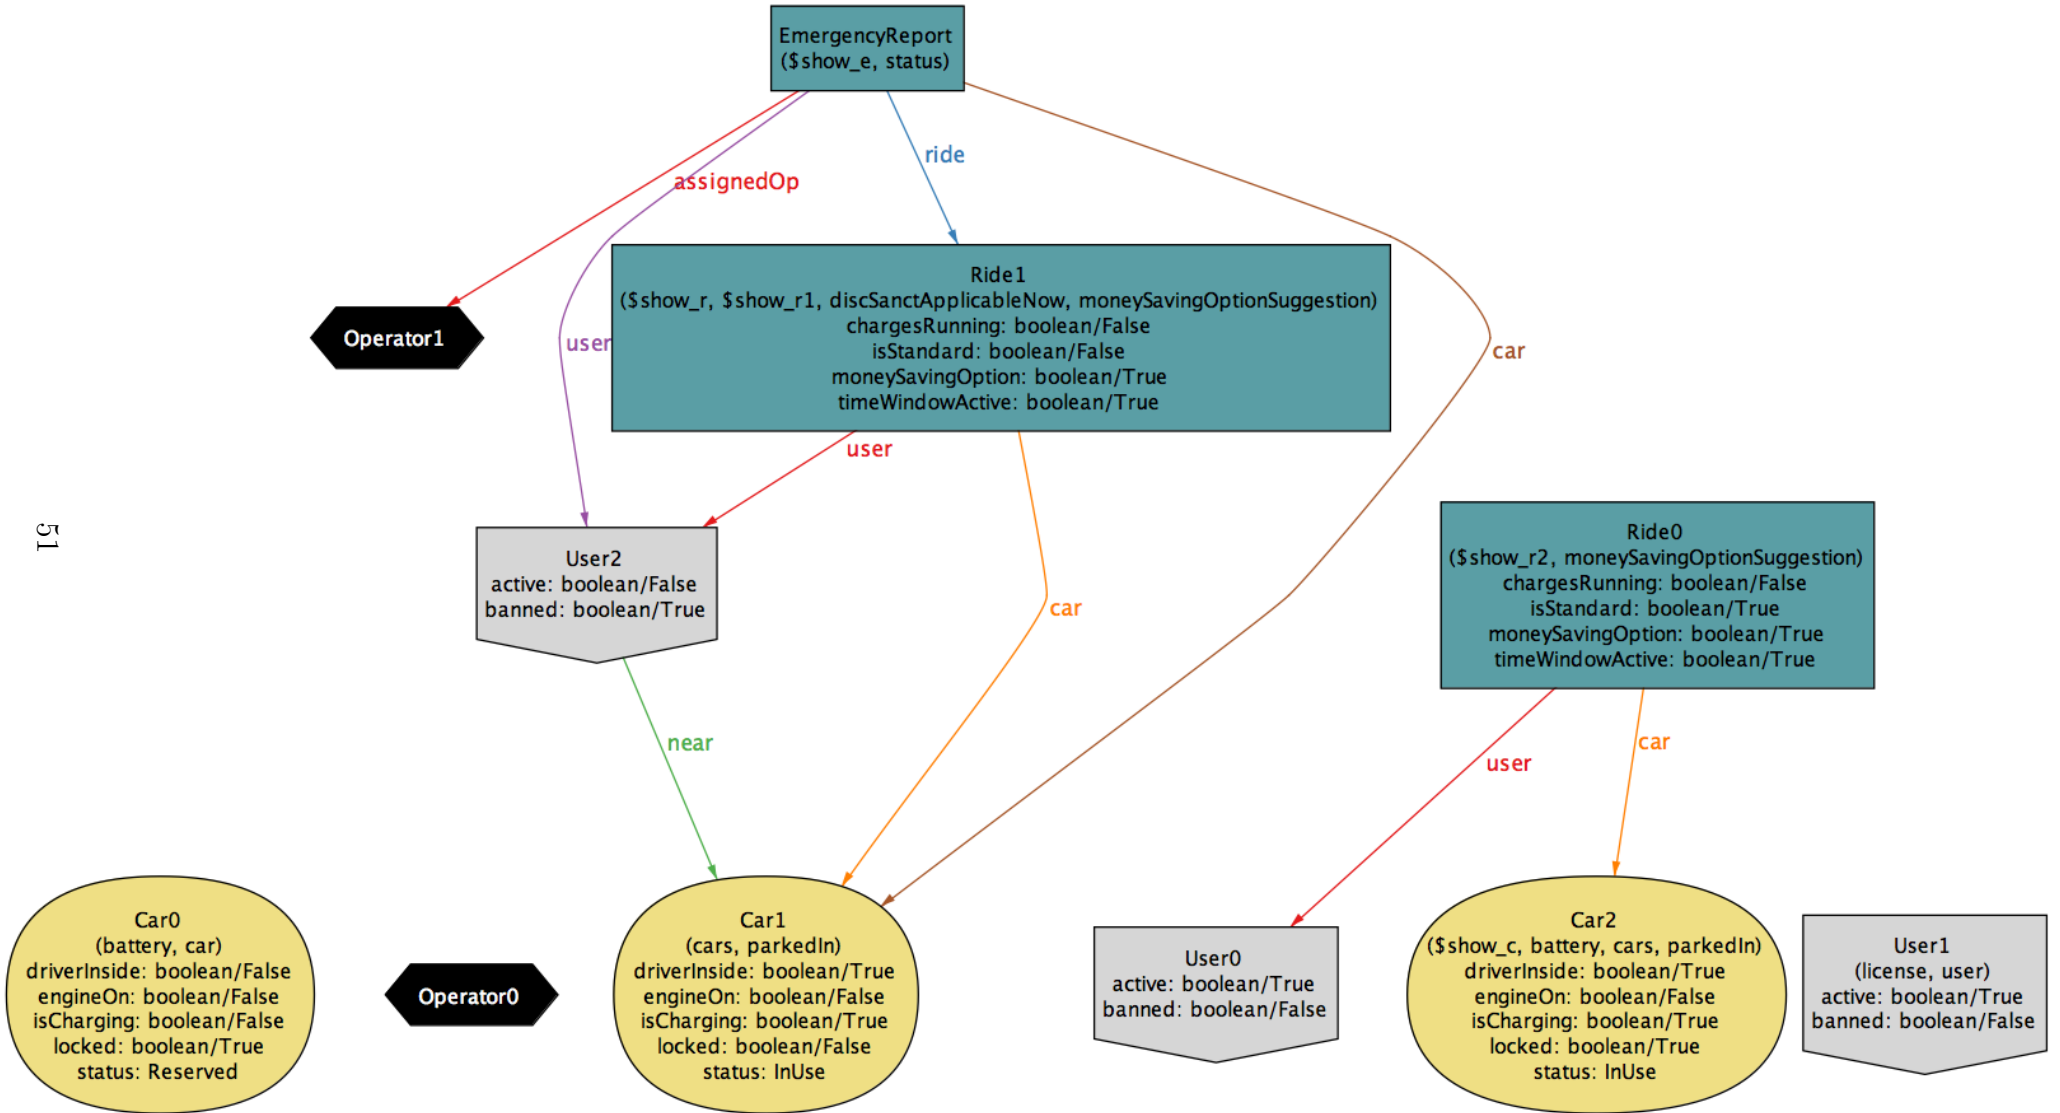 EmergencyReport
($show_e, status)
ride
assignedOp
Ride1
($show_r, $show_r1, discSanctApplicableNow, moneySavingOptionSuggestion)
chargesRunning: boolean/False
isStandard: boolean/False
moneySavingOption: boolean/True
timeWindowActive: boolean/True
Operator1
user
car
user
51
User2
active: boolean/False
banned: boolean/True
car
Ride0
($show_r2, moneySavingOptionSuggestion)
chargesRunning: boolean/False
isStandard: boolean/True
moneySavingOption: boolean/True
timeWindowActive: boolean/True
near
user
car
Car0
(battery, car)
driverInside: boolean/False
engineOn: boolean/False
isCharging: boolean/False
locked: boolean/True
status: Reserved
Operator0
Car1
(cars, parkedIn)
driverInside: boolean/True
engineOn: boolean/False
isCharging: boolean/True
locked: boolean/False
status: InUse
User0
active: boolean/True
banned: boolean/False
Car2
($show_c, battery, cars, parkedIn)
driverInside: boolean/True
engineOn: boolean/False
isCharging: boolean/True
locked: boolean/True
status: InUse
User1
(license, user)
active: boolean/True
banned: boolean/False